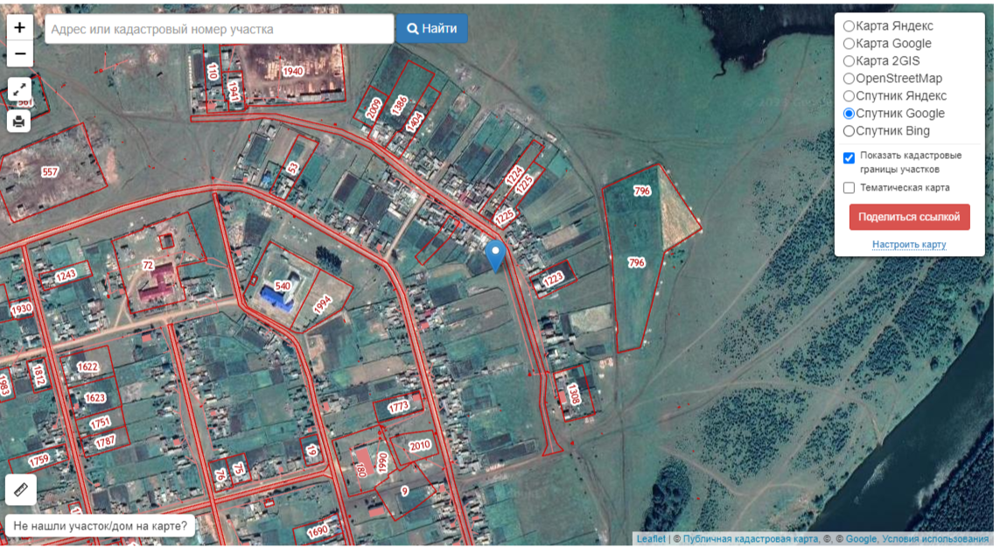 +
Адрес или кадастровый номер участка
Найти
−
Карта Яндекс
Карта Google
Карта 2GIS
OpenStreetMap
Спутник Яндекс
Спутник Google
Спутник Bing
Показать кадастровые
границы участков
Тематическая карта
Поделиться ссылкой
Настроить карту
110
1941
1940
561
2009
1386
1404
557
53
1224
1225
1225
796
796
72
1243
540
1994
1223
1930
1622
1812
1983
1623
1308
1751
1773
1787
19
2010
1759
76
75
180
1990
9
1690
Не нашли участок/дом на карте?
Leaflet | © Публичная кадастровая карта, ©, © Google, Условия использования